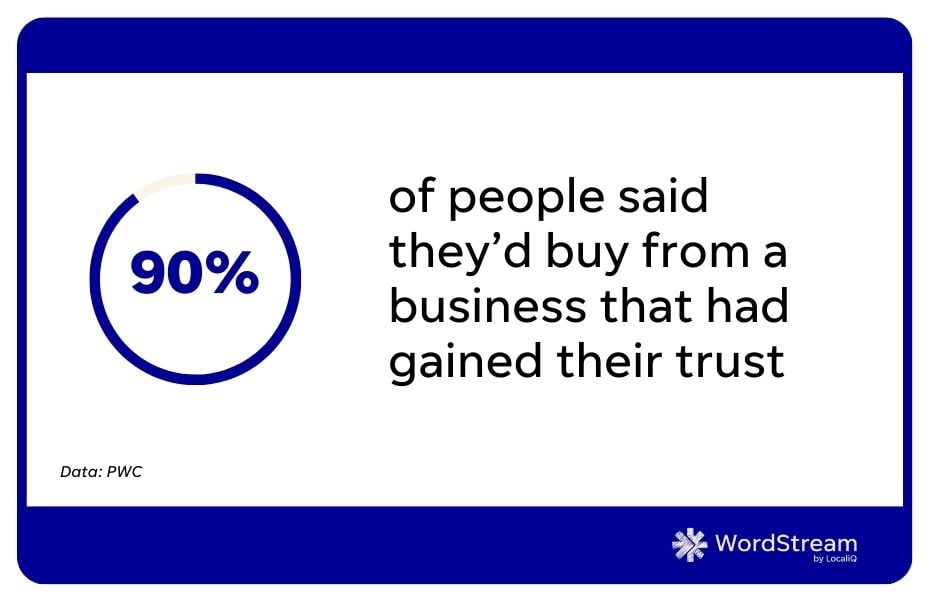 90%
of people said
they’d buy from a
business that had
gained their trust
Data: PWC
WordStream
by LocaliQ